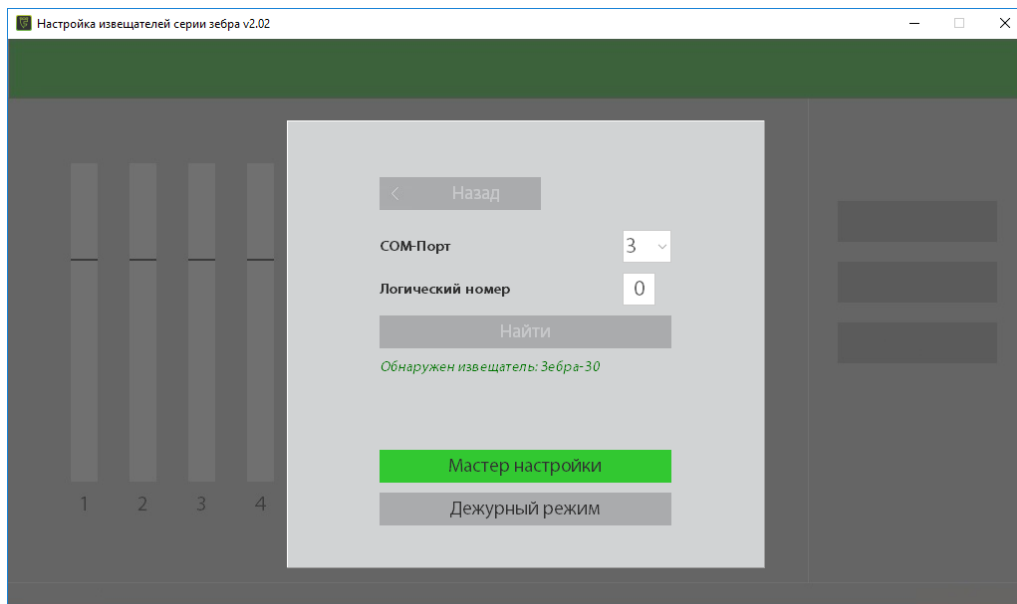 Настройка извещателей серии зебра v2.02
Назад
COM-Порт 3
Логический номер 0
Найти
Обнаружен извещатель: Зебра-30
Мастер настройки
Дежурный режим
1 2 3 4